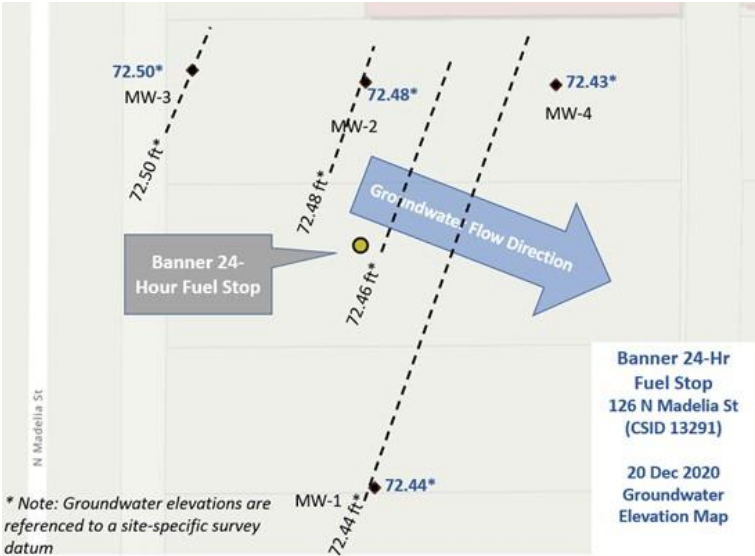 72.50*
MW-3
72.48*
MW-2
72.43*
MW-4
72.50 ft*
72.48 ft*
Groundwater Flow Direction
Banner 24-
Hour Fuel Stop
72.46 ft*
N Madelia St
MW-1
72.44*
72.44 ft*
* Note: Groundwater elevations are
referenced to a site-specific survey
datum
Banner 24-Hr
Fuel Stop
126 N Madelia St
(CSID 13291)
20 Dec 2020
Groundwater
Elevation Map